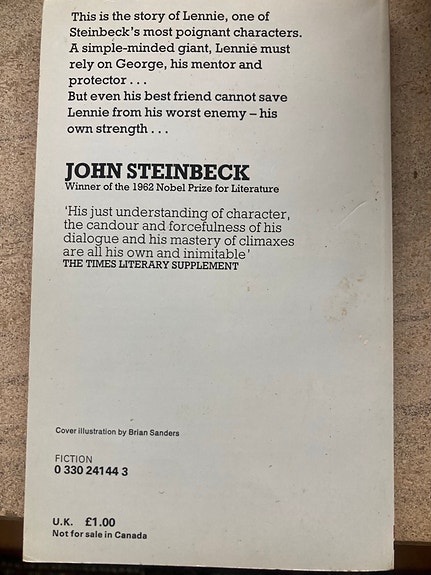 This is the story of Lennie, one of
Steinbeck's most poignant characters.
A simple-minded giant, Lennie must
rely on George, his mentor and
protector . . .
But even his best friend cannot save
Lennie from his worst enemy – his
own strength . . .
JOHN STEINBECK
Winner of the 1962 Nobel Prize for Literature
'His just understanding of character,
the candour and forcefulness of his
dialogue and his mastery of climaxes
are all his own and inimitable'
THE TIMES LITERARY SUPPLEMENT
Cover illustration by Brian Sanders
FICTION
0 330 24144 3
U.K. £1.00
Not for sale in Canada